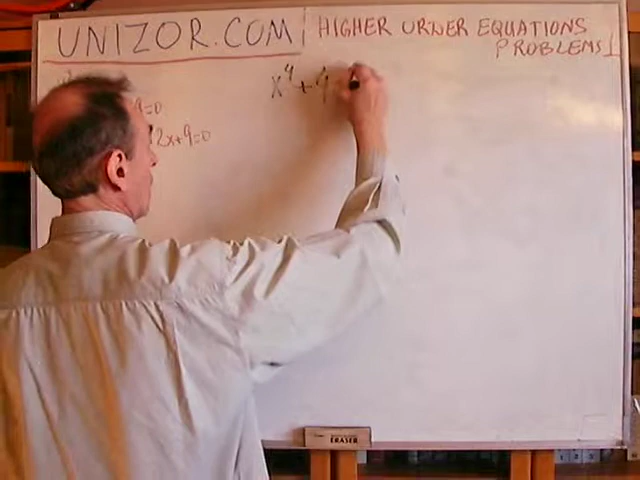 UNIZOR.COM
HIGHER ORDER EQUATIONS
PROBLEMS 1
x⁴ + 4
9=0
2x+9=0
ERASER